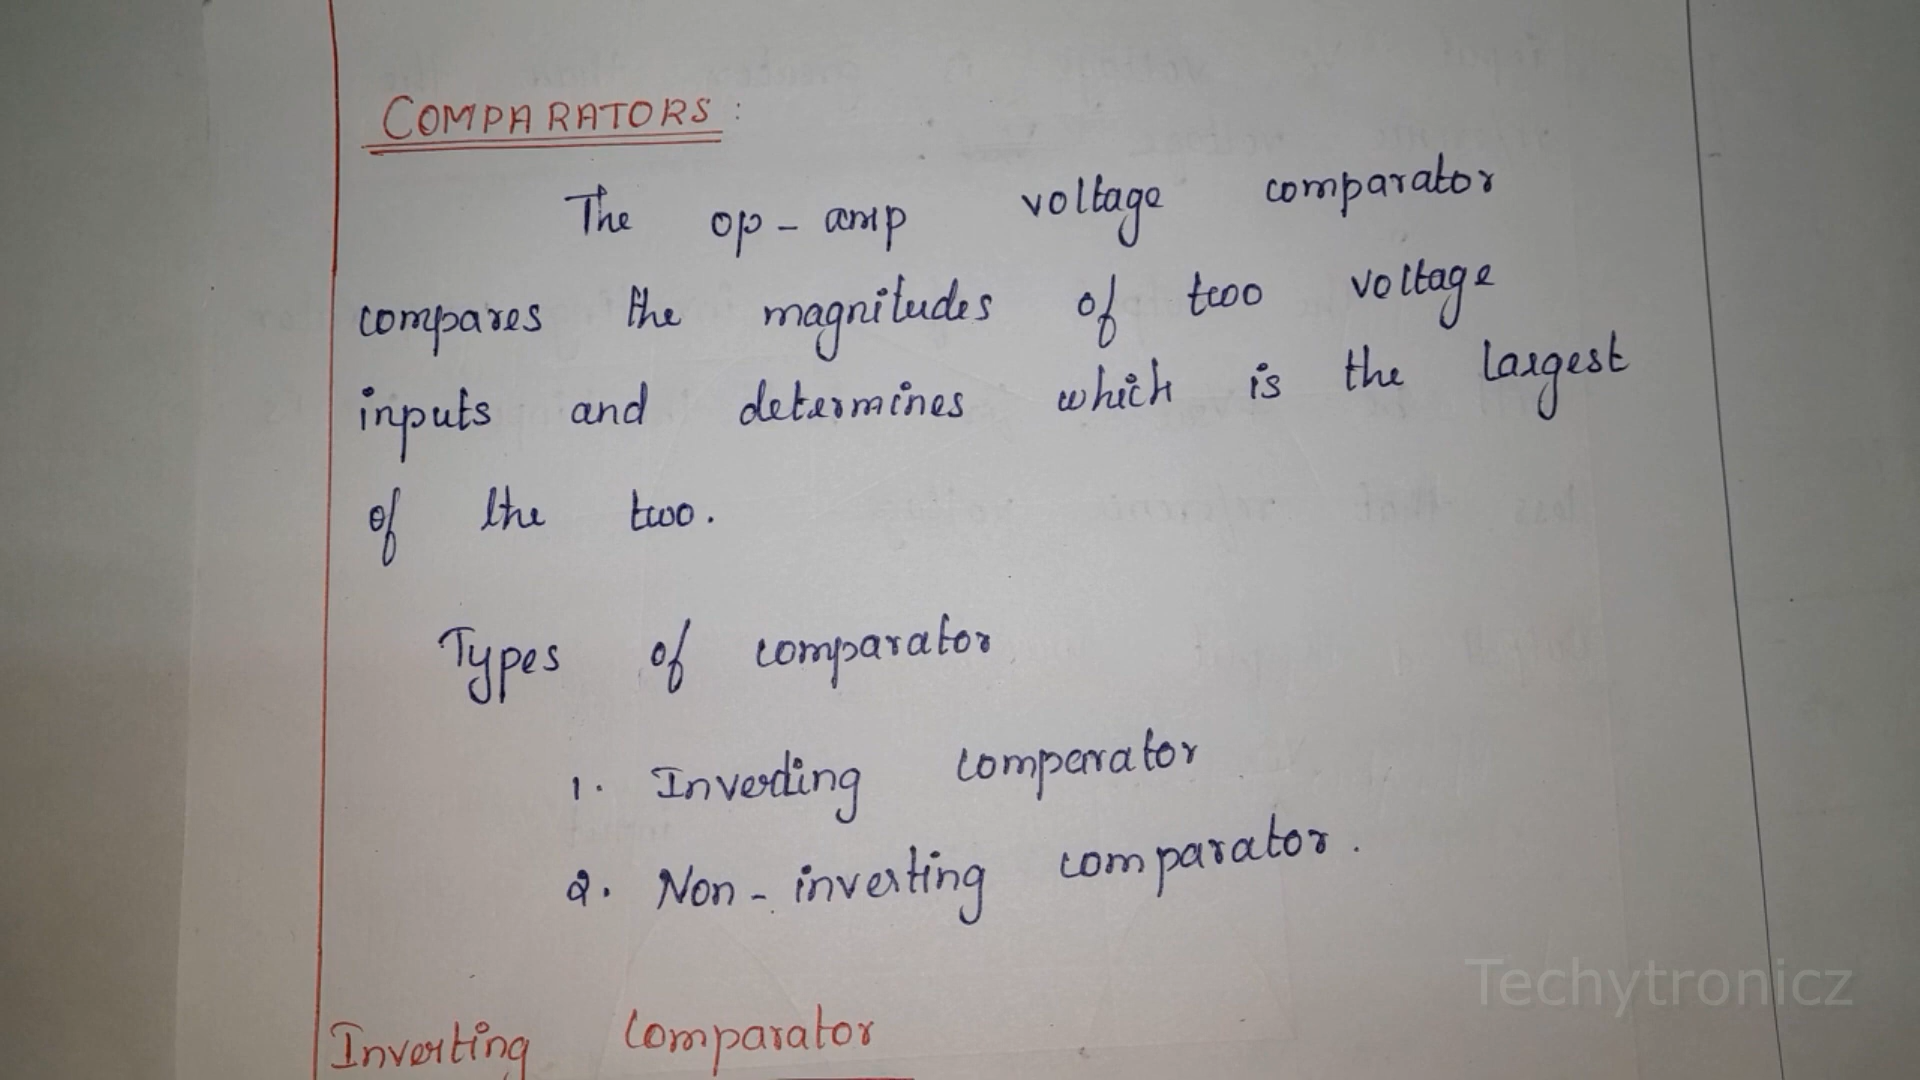 COMPARATORS:
The op-amp voltage comparator
compares the magnitudes of two voltage
inputs and determines which is the largest
of the two.
Types of comparator
1. Inverting comparator
2. Non-inverting comparator.
Techytronicz
Inverting Comparator